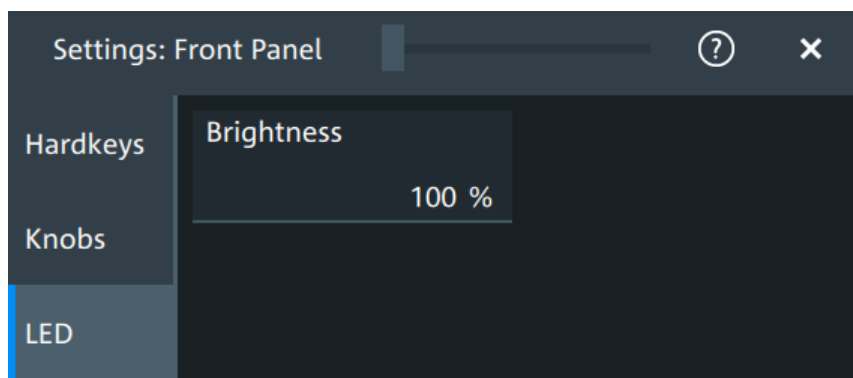 Settings: Front Panel
?
Hardkeys
Knobs
LED
Brightness
100 %